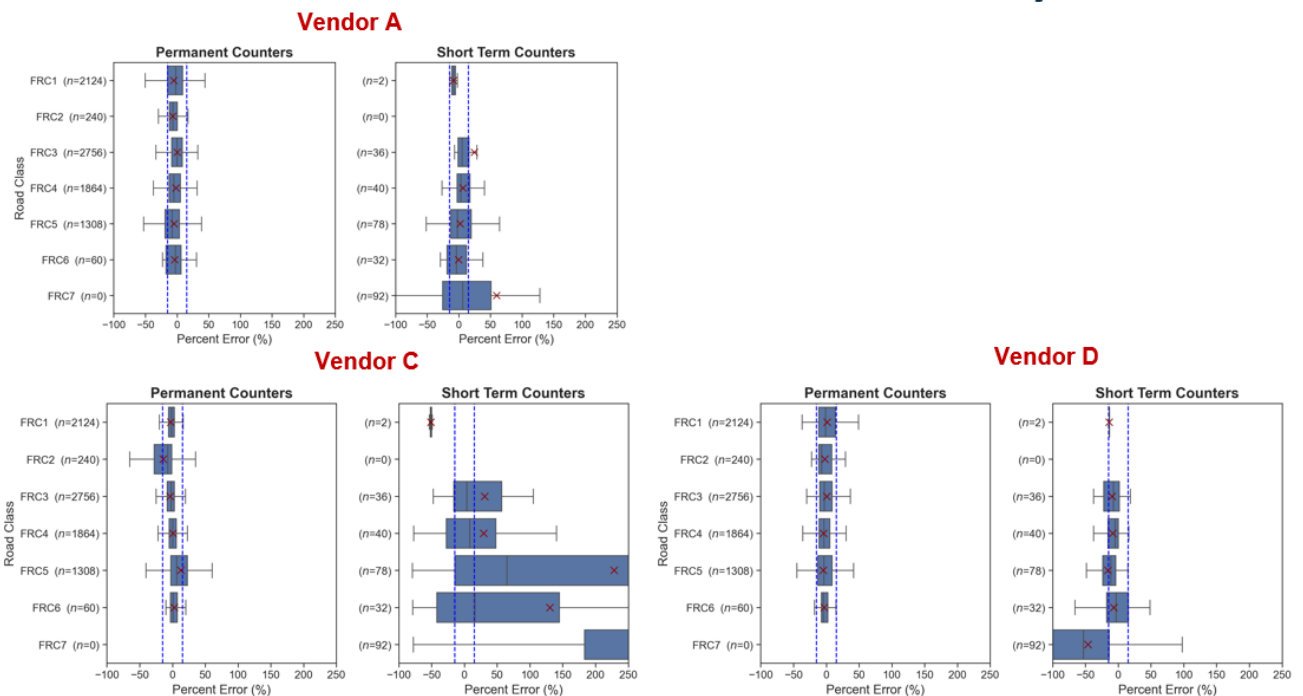 Vendor A
Permanent Counters
Short Term Counters
Road Class
FRC1 (n=2124)
FRC2 (n=240)
FRC3 (n=2756)
FRC4 (n=1864)
FRC5 (n=1308)
FRC6 (n=60)
FRC7 (n=0)
(n=2)
(n=0)
(n=36)
(n=40)
(n=78)
(n=32)
(n=92)
−100 −50 0 50 100 150 200 250
−100 −50 0 50 100 150 200 250
Percent Error (%)
Percent Error (%)
Vendor C
Permanent Counters
Short Term Counters
Road Class
FRC1 (n=2124)
FRC2 (n=240)
FRC3 (n=2756)
FRC4 (n=1864)
FRC5 (n=1308)
FRC6 (n=60)
FRC7 (n=0)
(n=2)
(n=0)
(n=36)
(n=40)
(n=78)
(n=32)
(n=92)
−100 −50 0 50 100 150 200 250
−100 −50 0 50 100 150 200 250
Percent Error (%)
Percent Error (%)
Vendor D
Permanent Counters
Short Term Counters
Road Class
FRC1 (n=2124)
FRC2 (n=240)
FRC3 (n=2756)
FRC4 (n=1864)
FRC5 (n=1308)
FRC6 (n=60)
FRC7 (n=0)
(n=2)
(n=0)
(n=36)
(n=40)
(n=78)
(n=32)
(n=92)
−100 −50 0 50 100 150 200 250
−100 −50 0 50 100 150 200 250
Percent Error (%)
Percent Error (%)